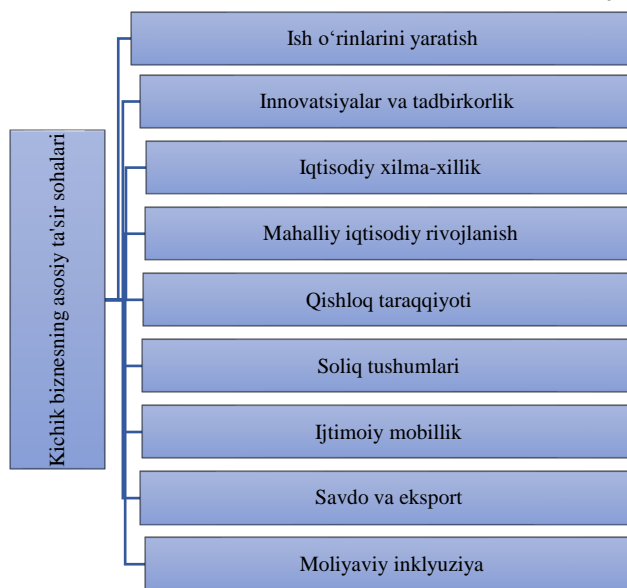 Kichik biznesning asosiy ta'sir sohalari
Ish o‘rinlarini yaratish
Innovatsiyalar va tadbirkorlik
Iqtisodiy xilma-xillik
Mahalliy iqtisodiy rivojlanish
Qishloq taraqqiyoti
Soliq tushumlari
Ijtimoiy mobillik
Savdo va eksport
Moliyaviy inklyuziya